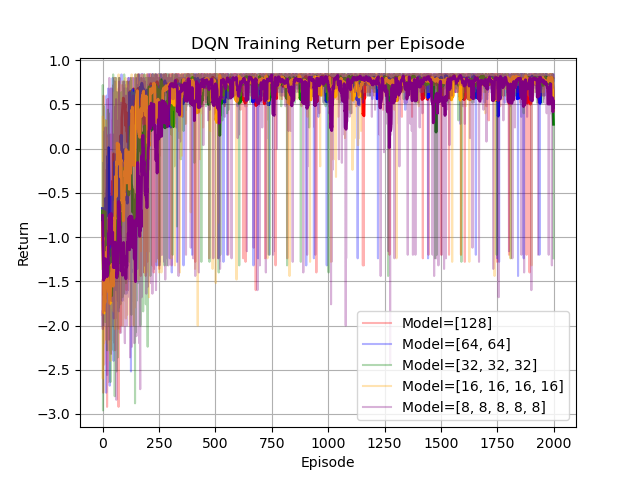 DQN Training Return per Episode
1.0
0.5
0.0
−0.5
−1.0
−1.5
−2.0
−2.5
−3.0
Return
Model=[128]
Model=[64, 64]
Model=[32, 32, 32]
Model=[16, 16, 16, 16]
Model=[8, 8, 8, 8, 8]
0 250 500 750 1000 1250 1500 1750 2000
Episode